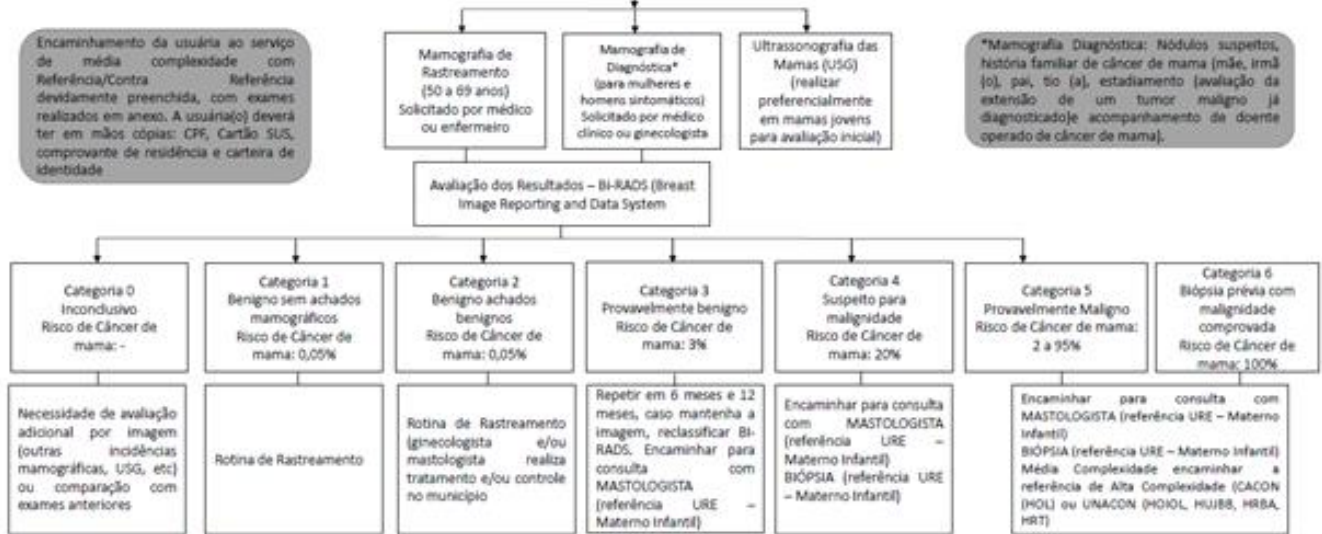 Encaminhamento da usuária ao serviço
de média complexidade com
Referência/Contra Referência
devidamente preenchida, com exames
realizados em anexo. A usuária(o) deverá
ter em mãos cópias: CPF, Cartão SUS,
comprovante de residência e carteira de
identidade
Mamografia de
Rastreamento
(50 a 69 anos)
Solicitado por médico
ou enfermeiro
Mamografia de
Diagnóstica*
(para mulheres e
homens sintomáticos)
Solicitado por médico
clínico ou ginecologista
Ultrassonografia das
Mamas (USG)
(realizar
preferencialmente
em mamas jovens
para avaliação inicial)
*Mamografia Diagnóstica: Nódulos suspeitos,
história familiar de câncer de mama (mãe, irmã
(o), pai, tio (a), estadiamento (avaliação da
extensão de um tumor maligno já
diagnosticado)e acompanhamento de doente
operado de câncer de mama).
Avaliação dos Resultados – BI-RADS (Breast
Image Reporting and Data System
Categoria 0
Inconclusivo
Risco de Câncer de
mama: -
Categoria 1
Benigno sem achados
mamográficos
Risco de Câncer de
mama: 0,05%
Categoria 2
Benigno achados
benignos
Risco de Câncer de
mama: 0,05%
Categoria 3
Provavelmente benigno
Risco de Câncer de
mama: 3%
Categoria 4
Suspeito para
malignidade
Risco de Câncer de
mama: 20%
Categoria 5
Provavelmente Maligno
Risco de Câncer de mama:
2 a 95%
Categoria 6
Biópsia prévia com
malignidade
comprovada
Risco de Câncer de
mama: 100%
Necessidade de avaliação
adicional por imagem
(outras incidências
mamográficas, USG, etc)
ou comparação com
exames anteriores
Rotina de Rastreamento
Rotina de Rastreamento
(ginecologista e/ou
mastologista realiza
tratamento e/ou controle
no município
Repetir em 6 meses e 12
meses, caso mantenha a
imagem, reclassificar BI-
RADS. Encaminhar para
consulta com
MASTOLOGISTA
(referência URE –
Materno Infantil)
Encaminhar para consulta
com MASTOLOGISTA
(referência URE –
Materno Infantil)
BIÓPSIA (referência URE
– Materno Infantil)
Encaminhar para consulta com
MASTOLOGISTA (referência URE – Materno
Infantil)
BIÓPSIA (referência URE – Materno Infantil)
Média Complexidade encaminhar a
referência de Alta Complexidade (CACON
(HOL) ou UNACON (HOIOL, HUJBB, HRBA,
HRT)